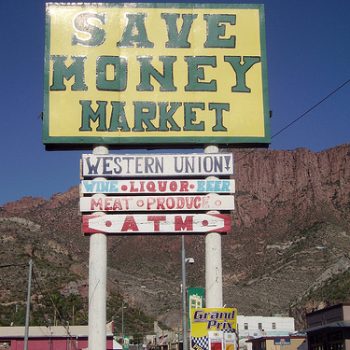 SAVE
MONEY
MARKET
WESTERN UNION!
WINE • LIQUOR • BEER
MEAT • PRODUCE •
• ATM •
Grand
Prix